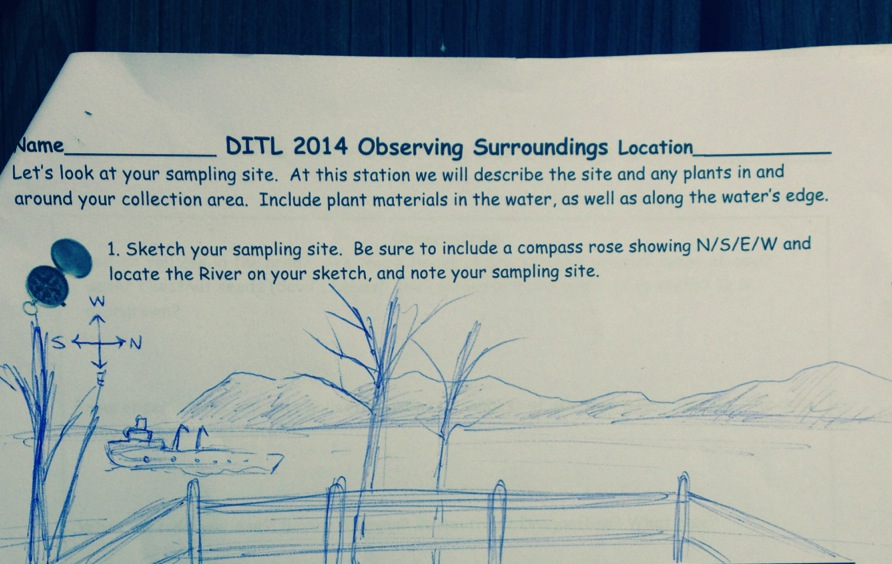 Name____________ DITL 2014 Observing Surroundings Location___________
Let's look at your sampling site. At this station we will describe the site and any plants in and
around your collection area. Include plant materials in the water, as well as along the water's edge.
1. Sketch your sampling site. Be sure to include a compass rose showing N/S/E/W and
locate the River on your sketch, and note your sampling site.
W
S N
E